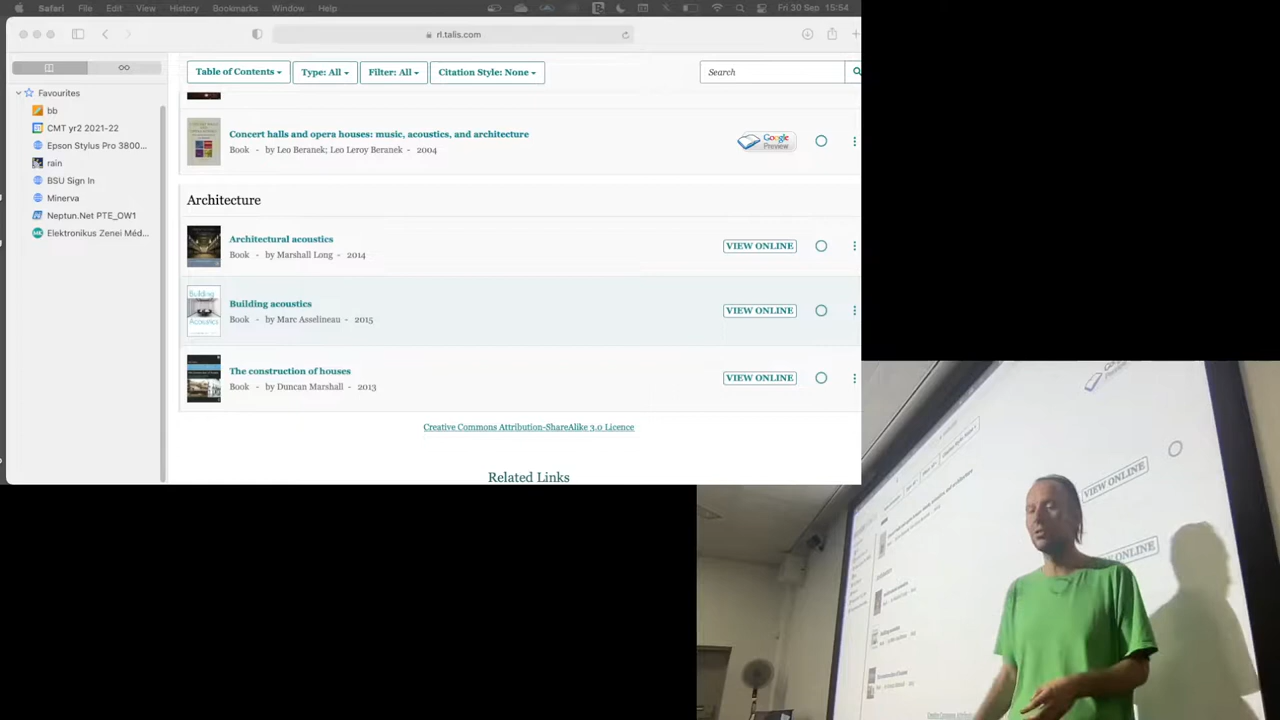 Safari File Edit View History Bookmarks Window Help Fri 30 Sep 15:54
rl.talis.com
Favourites
bb
CMT yr2 2021-22
Epson Stylus Pro 3800...
rain
BSU Sign In
Minerva
Neptun.Net PTE_OW1
Elektronikus Zenei Méd...
Table of Contents Type: All Filter: All Citation Style: None Search
Concert halls and opera houses: music, acoustics, and architecture
Book - by Leo Beranek; Leo Leroy Beranek - 2004
Google
Preview
Architecture
Architectural acoustics
Book - by Marshall Long - 2014
VIEW ONLINE
Building acoustics
Book - by Marc Asselineau - 2015
VIEW ONLINE
Building
Acoustics
The construction of houses
Book - by Duncan Marshall - 2013
VIEW ONLINE
Creative Commons Attribution-ShareAlike 3.0 Licence
Related Links
VIEW ONLINE
ONLINE